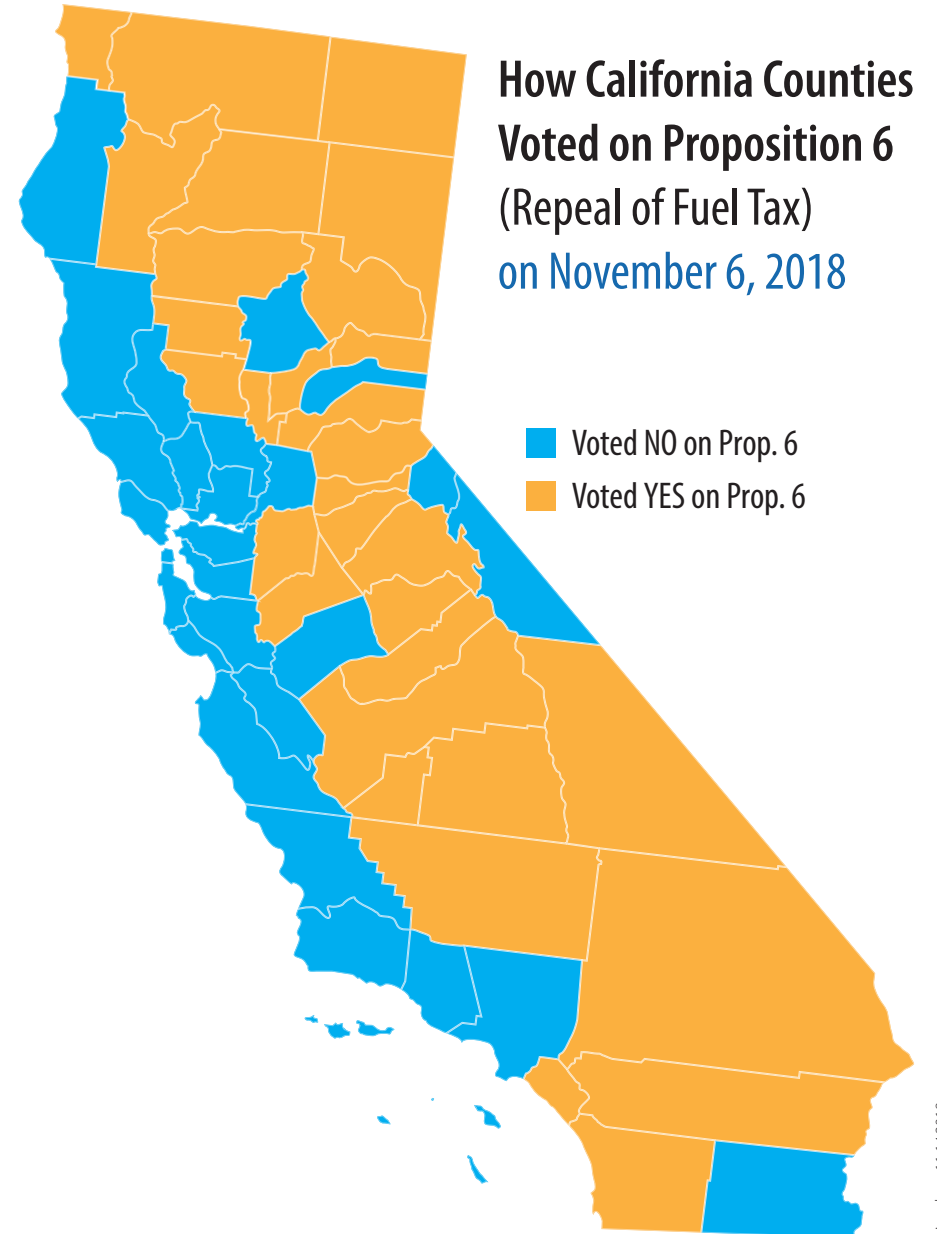 How California Counties
Voted on Proposition 6
(Repeal of Fuel Tax)
on November 6, 2018
Voted NO on Prop. 6
Voted YES on Prop. 6